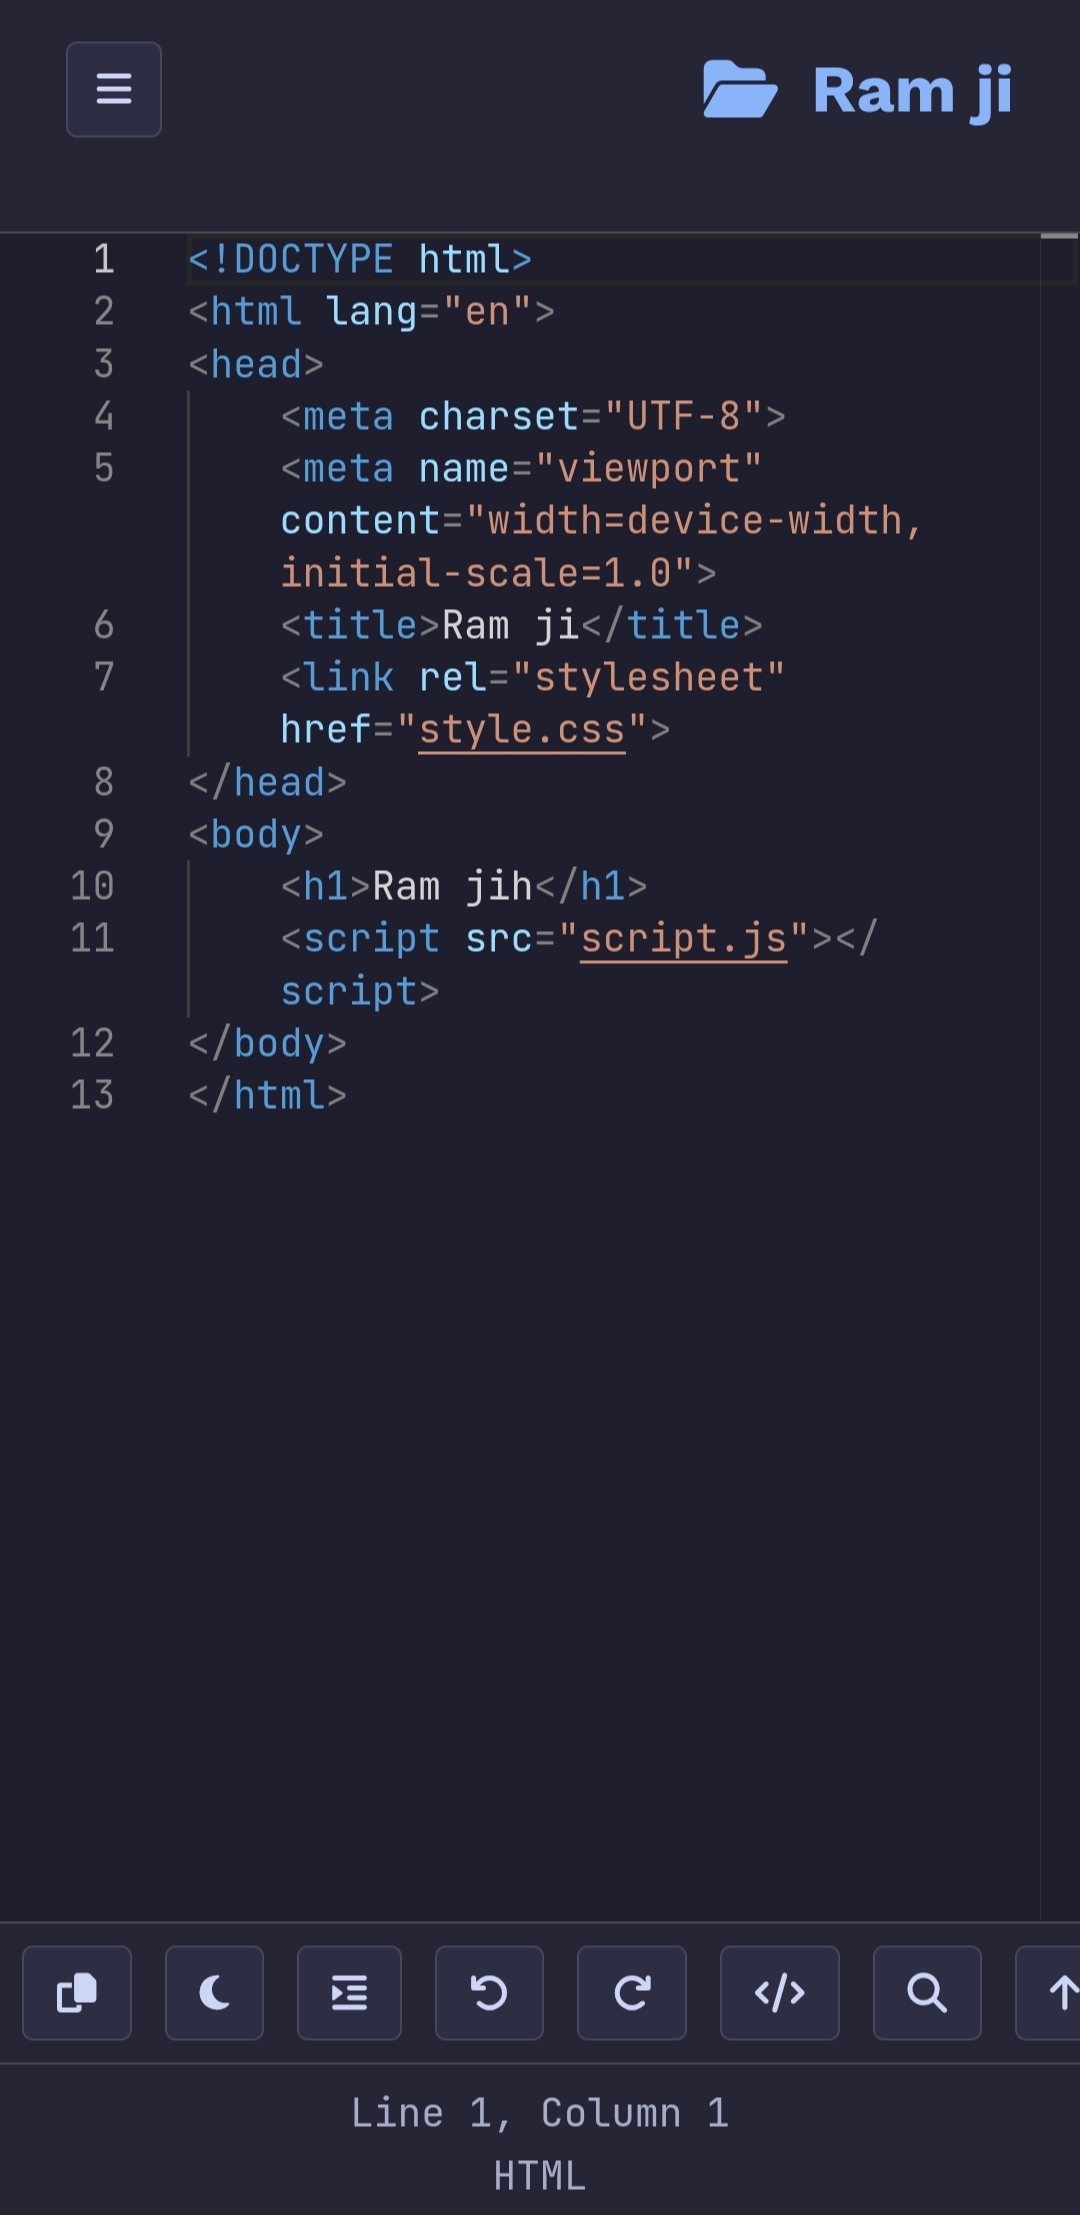 Ram ji
1 <!DOCTYPE html>
2 <html lang="en">
3 <head>
4 <meta charset="UTF-8">
5 <meta name="viewport"
content="width=device-width,
initial-scale=1.0">
6 <title>Ram ji</title>
7 <link rel="stylesheet"
href="style.css">
8 </head>
9 <body>
10 <h1>Ram jih</h1>
11 <script src="script.js"></
script>
12 </body>
13 </html>
Line 1, Column 1
HTML